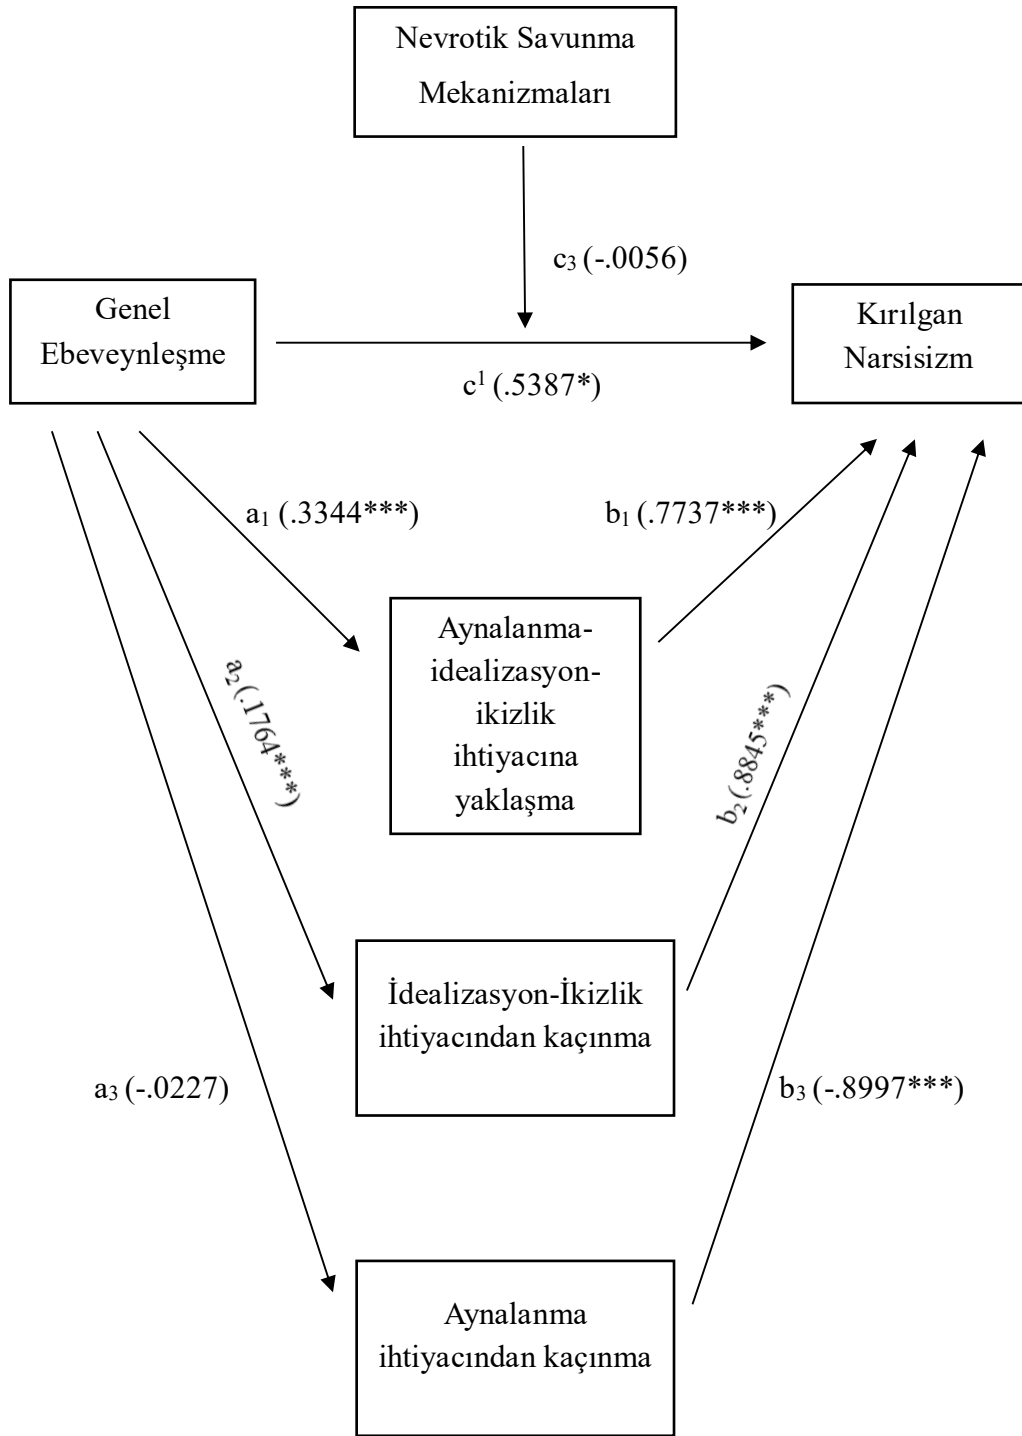 Nevrotik Savunma
Mekanizmaları
c₃ (-.0056)
Genel
Ebeveynleşme
Kırılgan
Narsisizm
c¹ (.5387*)
a₁ (.3344***)
b₁ (.7737***)
Aynalanma-
idealizasyon-
ikizlik
ihtiyacına
yaklaşma
a₂ (.1764***)
b₂ (.8845***)
İdealizasyon-İkizlik
ihtiyacından kaçınma
a₃ (-.0227)
b₃ (-.8997***)
Aynalanma
ihtiyacından kaçınma